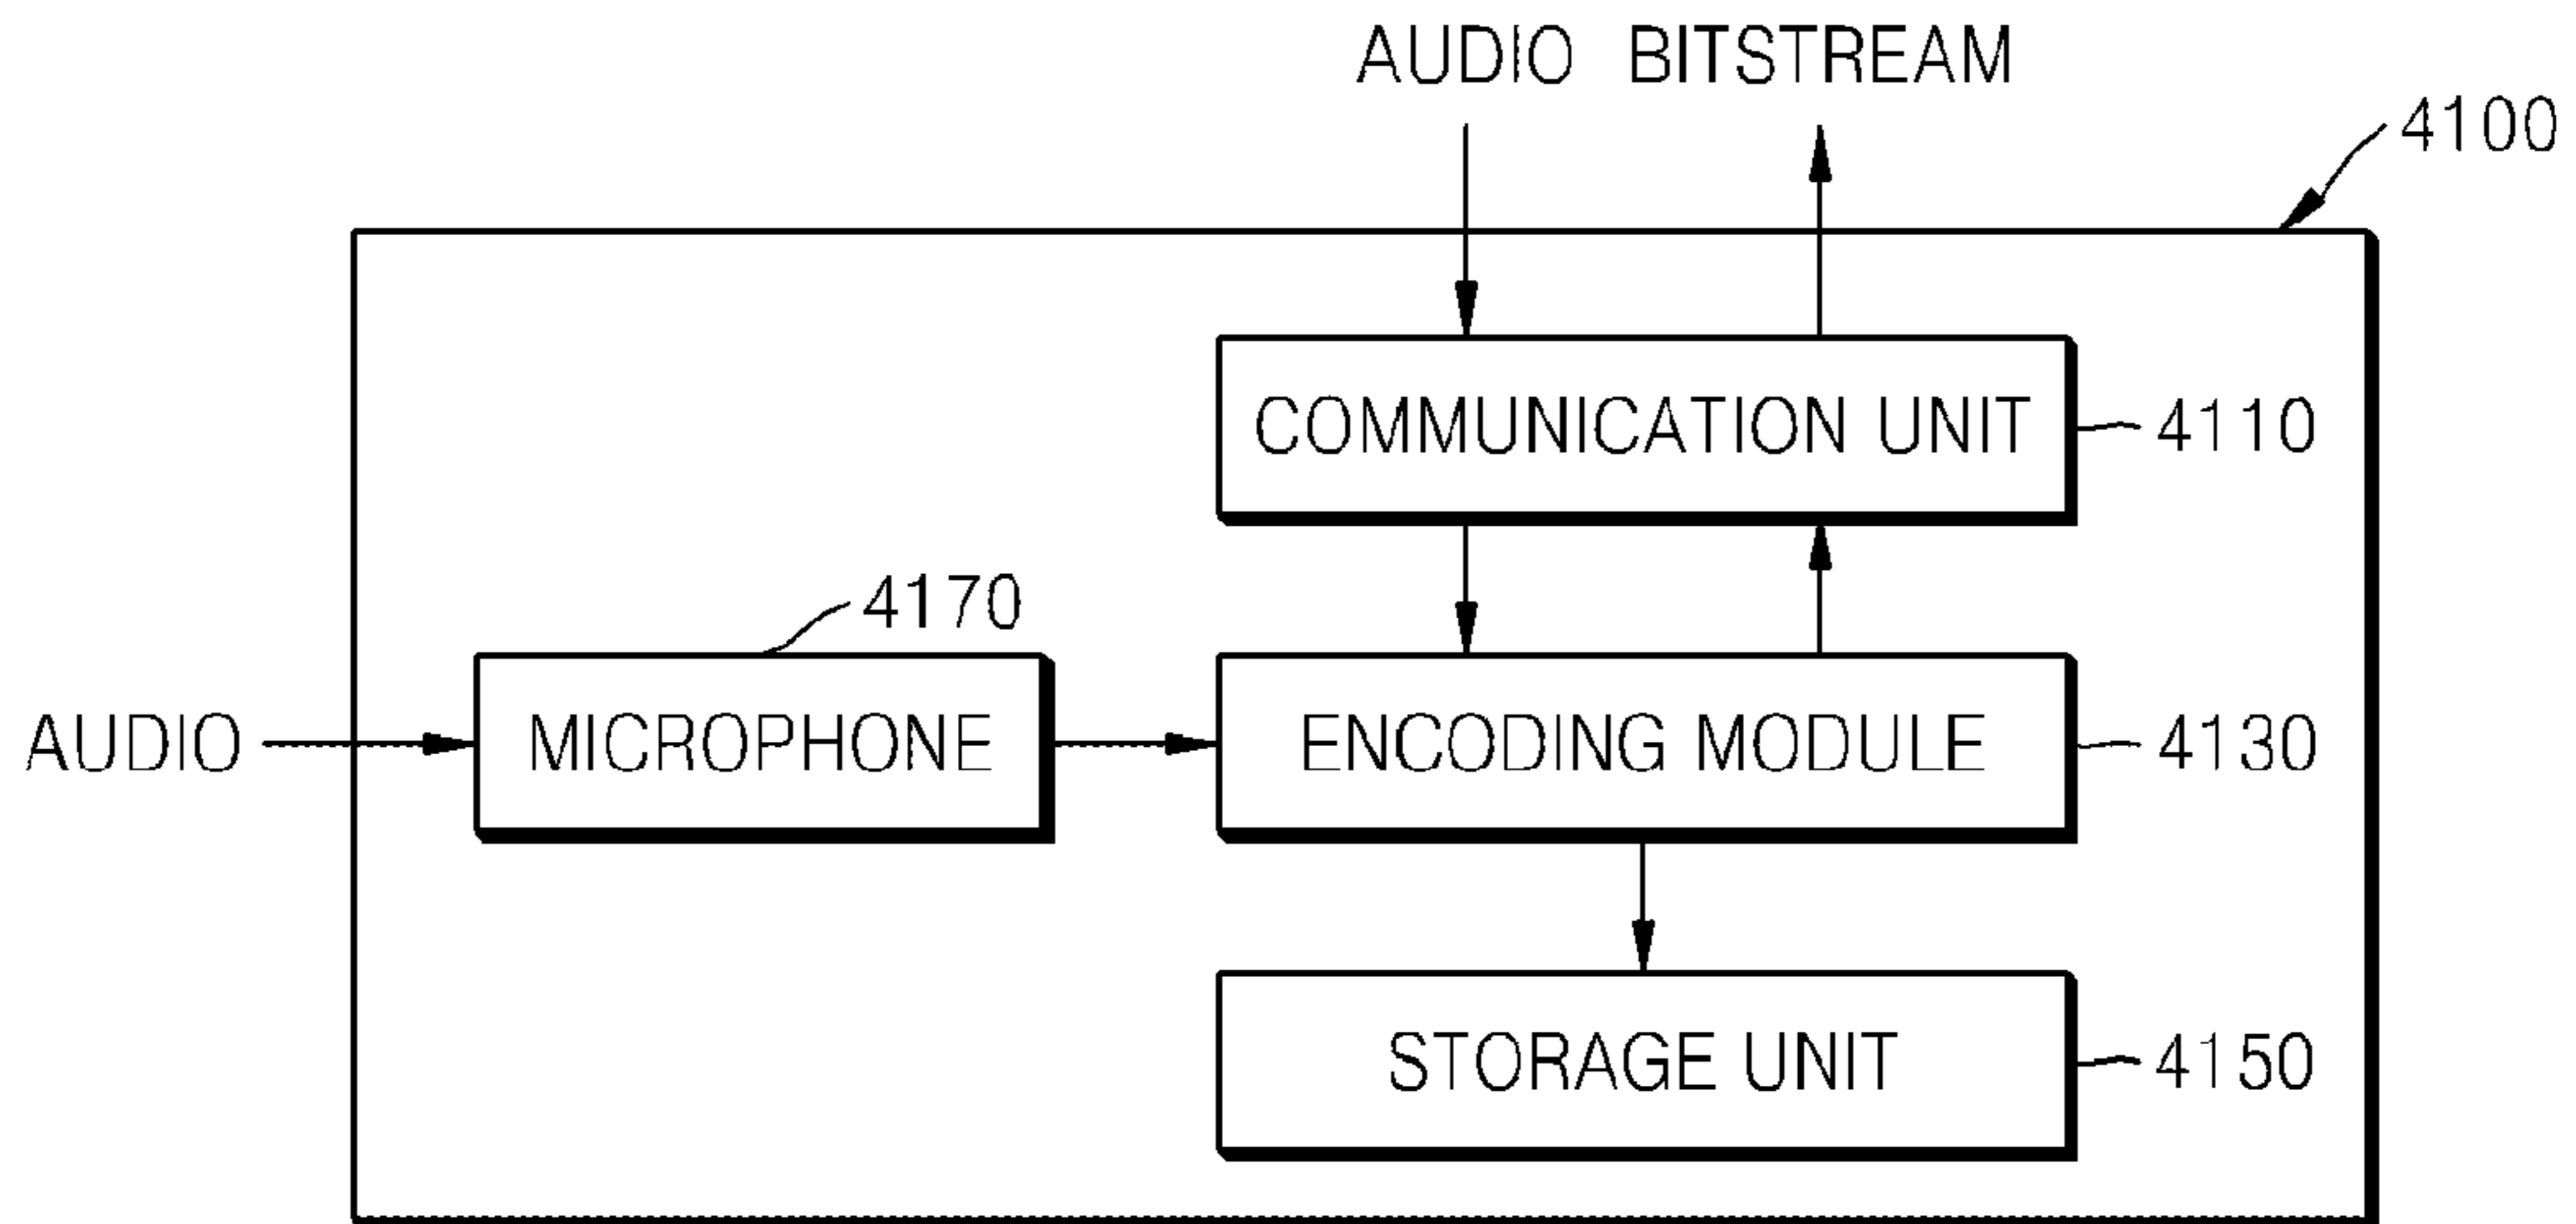 AUDIO BITSTREAM
4100
COMMUNICATION UNIT
4110
4170
AUDIO
MICROPHONE
ENCODING MODULE
4130
STORAGE UNIT
4150